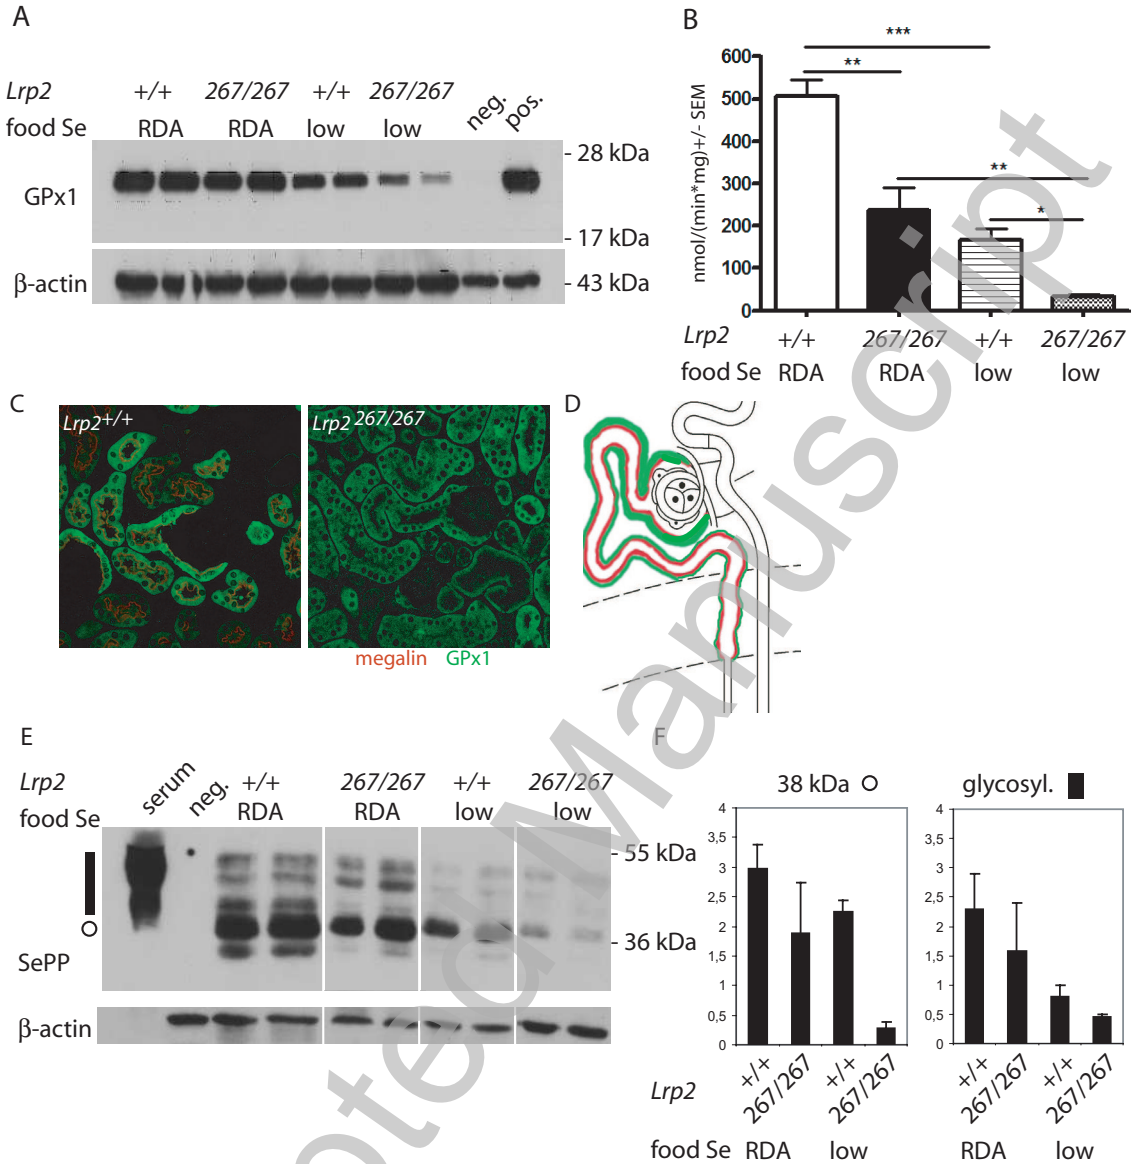 A
Lrp2 +/+ 267/267 +/+ 267/267 neg. pos.
food Se RDA RDA low low
- 28 kDa
GPx1
- 17 kDa
β-actin
- 43 kDa
B
***
**
**
*
600
500
400
300
200
100
0
nmol/(min*mg)+/- SEM
Lrp2 +/+ 267/267 +/+ 267/267
food Se RDA RDA low low
C
Lrp2+/+
Lrp2 267/267
megalin GPx1
D
E
Lrp2 serum neg. +/+ 267/267 +/+ 267/267
food Se RDA RDA low low
- 55 kDa
- 36 kDa
SePP
β-actin
F
38 kDa
4
3,5
3
2,5
2
1,5
1
0,5
0
glycosyl.
4
3,5
3
2,5
2
1,5
1
0,5
0
Lrp2 +/+ 267/267 +/+ 267/267 +/+ 267/267 +/+ 267/267
food Se RDA low RDA low
pted Manuscript